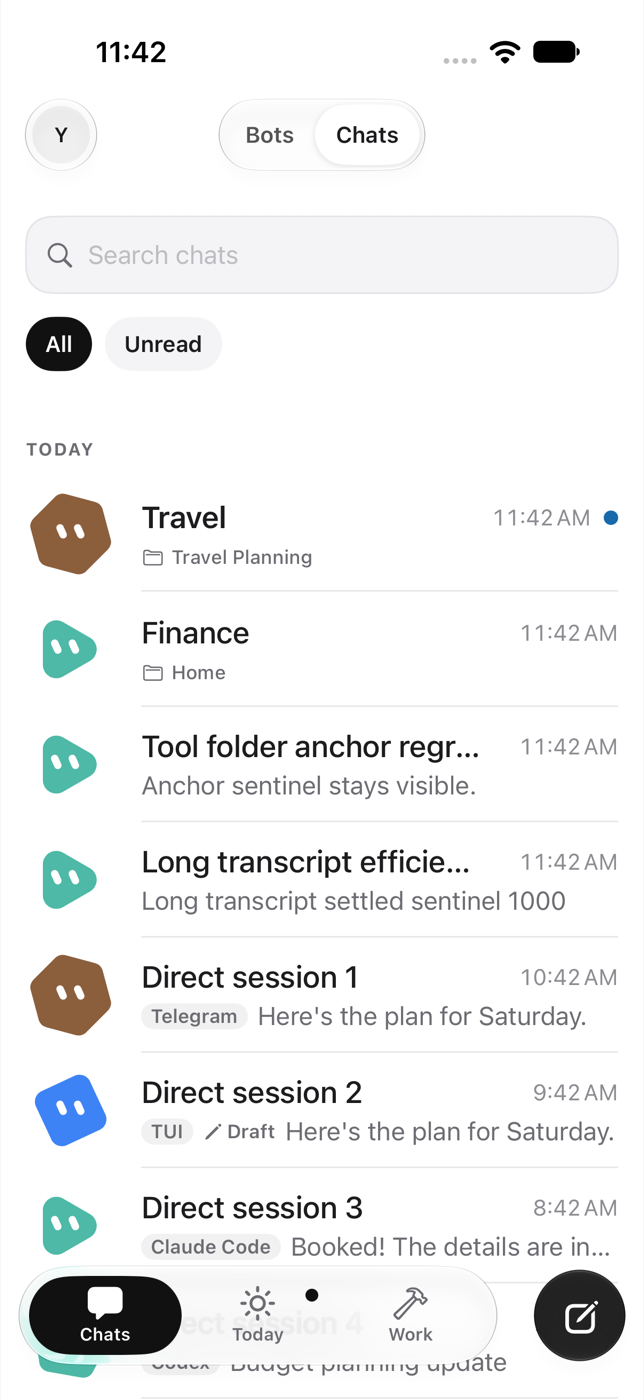 11:42
Y
Bots
Chats
Search chats
All
Unread
TODAY
Travel
11:42 AM
Travel Planning
Finance
11:42 AM
Home
Tool folder anchor regr...
11:42 AM
Anchor sentinel stays visible.
Long transcript efficie...
11:42 AM
Long transcript settled sentinel 1000
Direct session 1
10:42 AM
Telegram Here's the plan for Saturday.
Direct session 2
9:42 AM
TUI Draft Here's the plan for Saturday.
Direct session 3
8:42 AM
Claude Code Booked! The details are in...
session 4
Chats
Today
Work
Codex Budget planning update